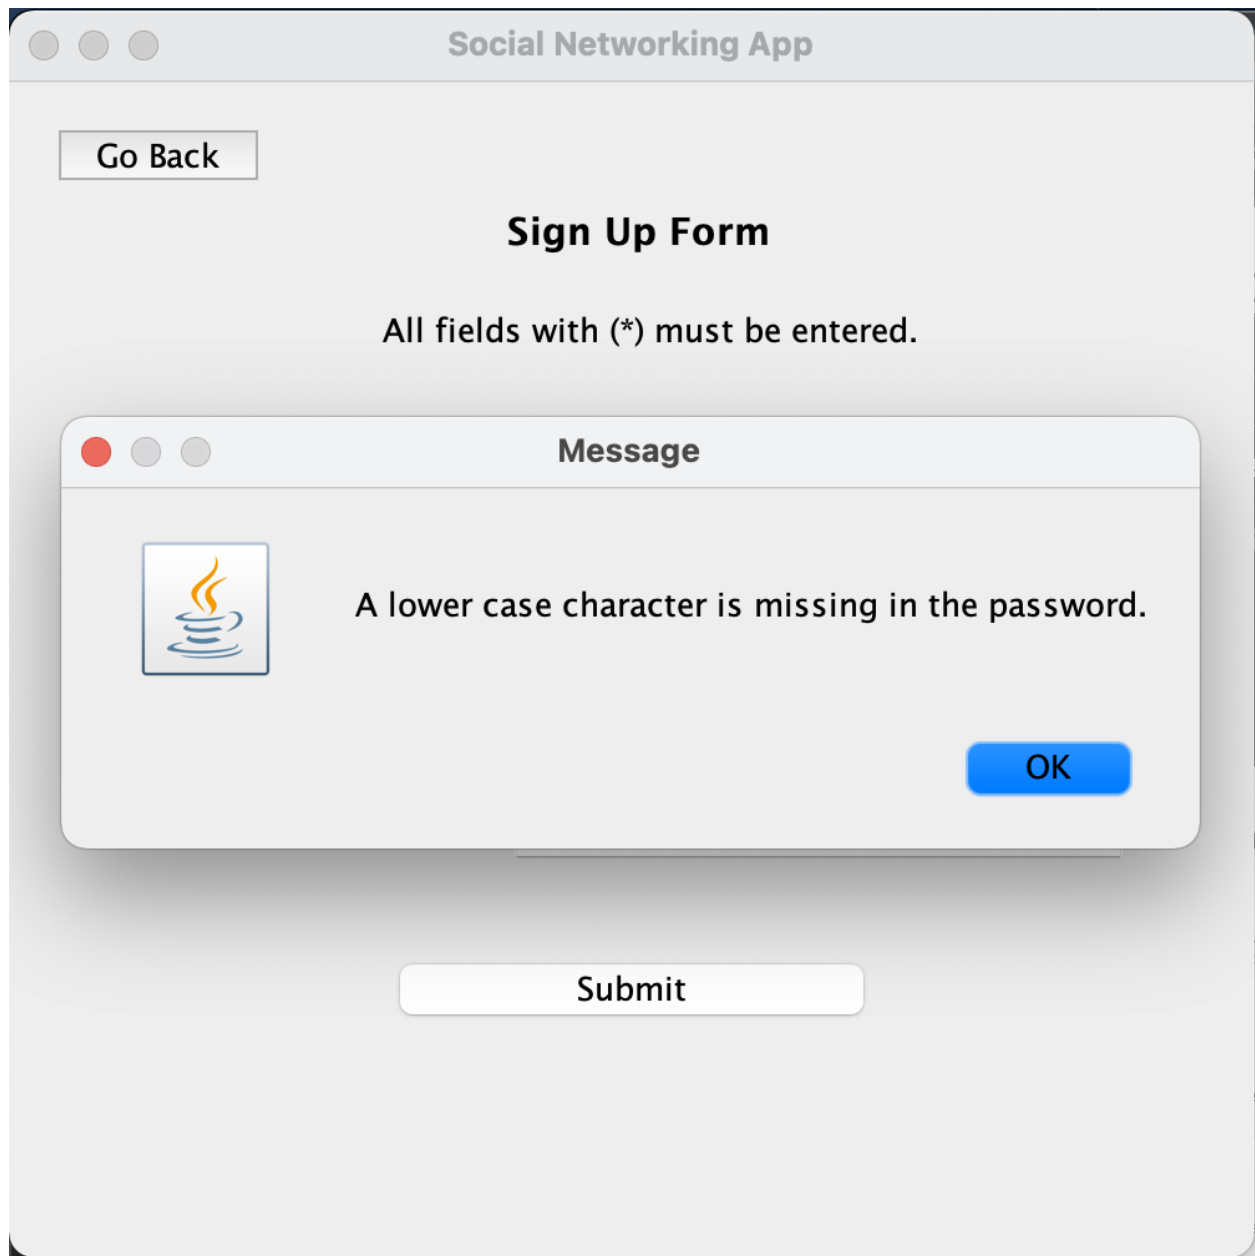 Social Networking App
Go Back
Sign Up Form
All fields with (*) must be entered.
Message
A lower case character is missing in the password.
OK
Submit